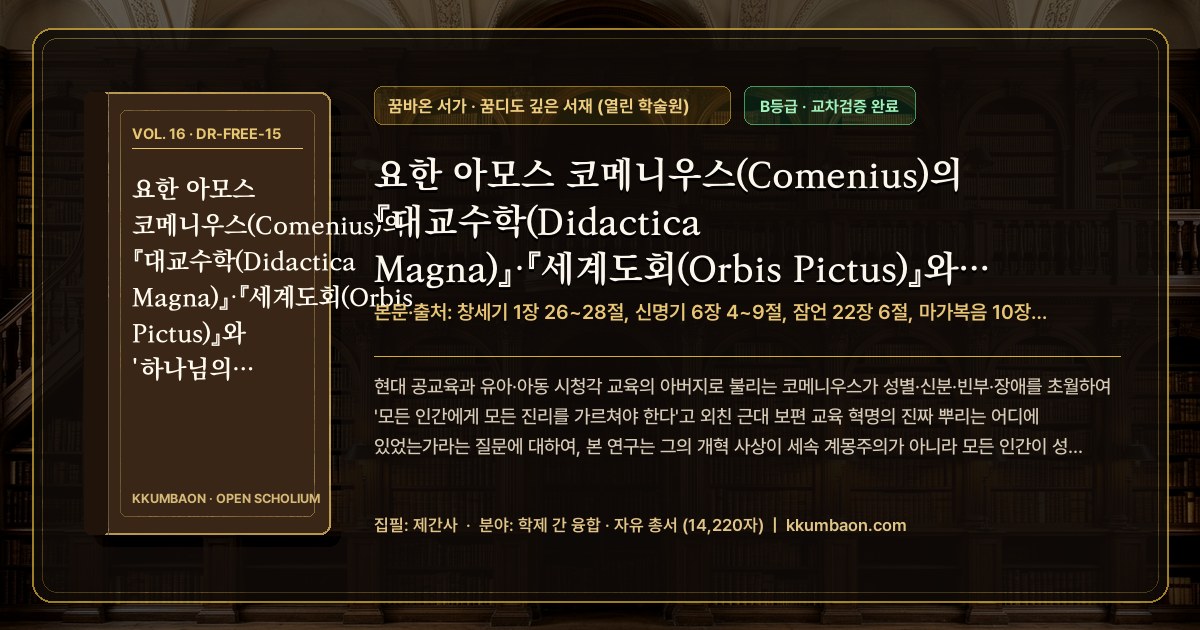 VOL. 16 · DR-FREE-15
요한 아모스
코메니우스(Comenius)의
『대교수학(Didactica
Magna)』·『세계도회(Orbis
Pictus)』와
'하나님의…
KKUMBAON · OPEN SCHOLIUM
꿈바온 서가 · 꿈디도 깊은 서재 (열린 학술원)
B등급 · 교차검증 완료
요한 아모스 코메니우스(Comenius)의
『대교수학(Didactica
Magna)』·『세계도회(Orbis Pictus)』와…
본문·출처: 창세기 1장 26~28절, 신명기 6장 4~9절, 잠언 22장 6절, 마가복음 10장...
현대 공교육과 유아·아동 시청각 교육의 아버지로 불리는 코메니우스가 성별·신분·빈부·장애를 초월하여
'모든 인간에게 모든 진리를 가르쳐야 한다'고 외친 근대 보편 교육 혁명의 진짜 뿌리는 어디에
있었는가라는 질문에 대하여, 본 연구는 그의 개혁 사상이 세속 계몽주의가 아니라 모든 인간이 성...
집필: 제간사 · 분야: 학제 간 융합 · 자유 총서 (14,220자) | kkumbaon.com